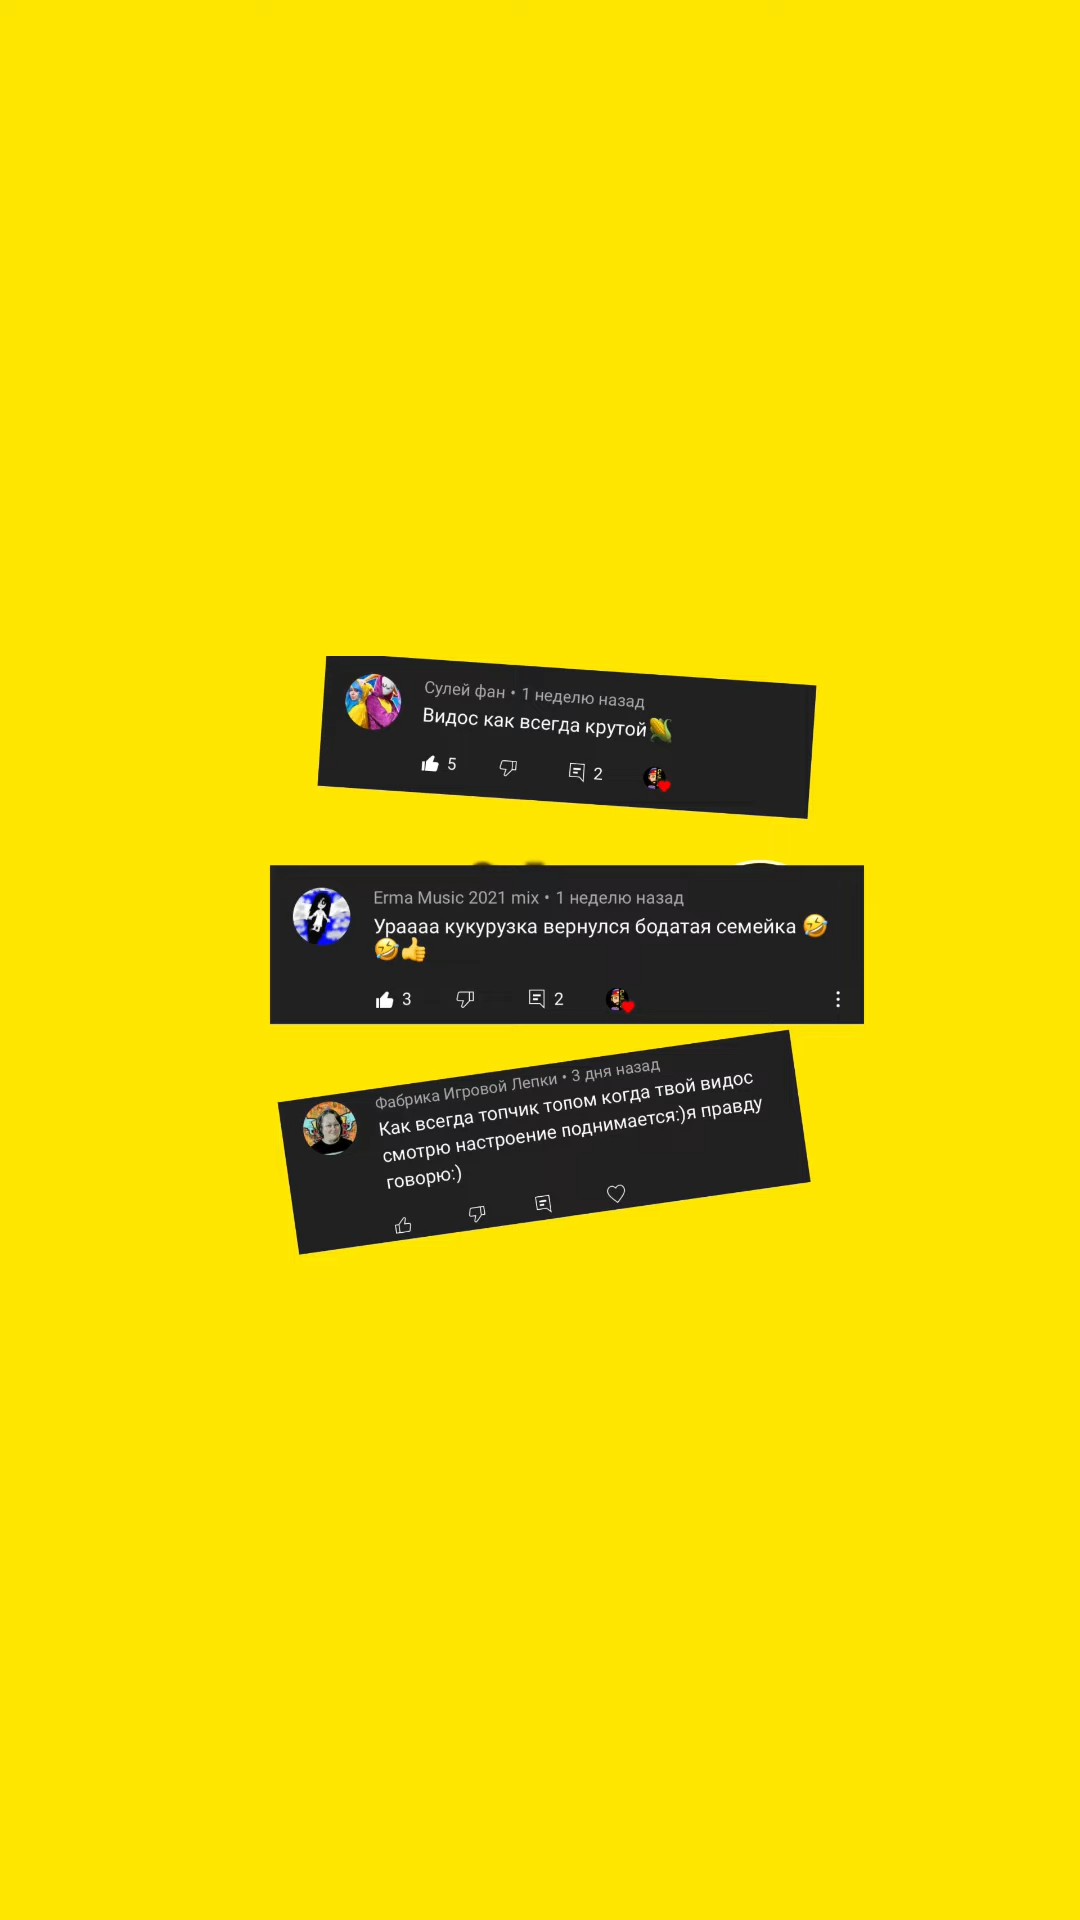 Сулей фан • 1 неделю назад
Видос как всегда крутой🌽
5 2
Erma Music 2021 mix • 1 неделю назад
Ураааа кукурузка вернулся бодатая семейка 🤣
🤣👍
3 2
Фабрика Игровой Лепки • 3 дня назад
Как всегда топчик топом когда твой видос
смотрю настроение поднимается:)я правду
говорю:)